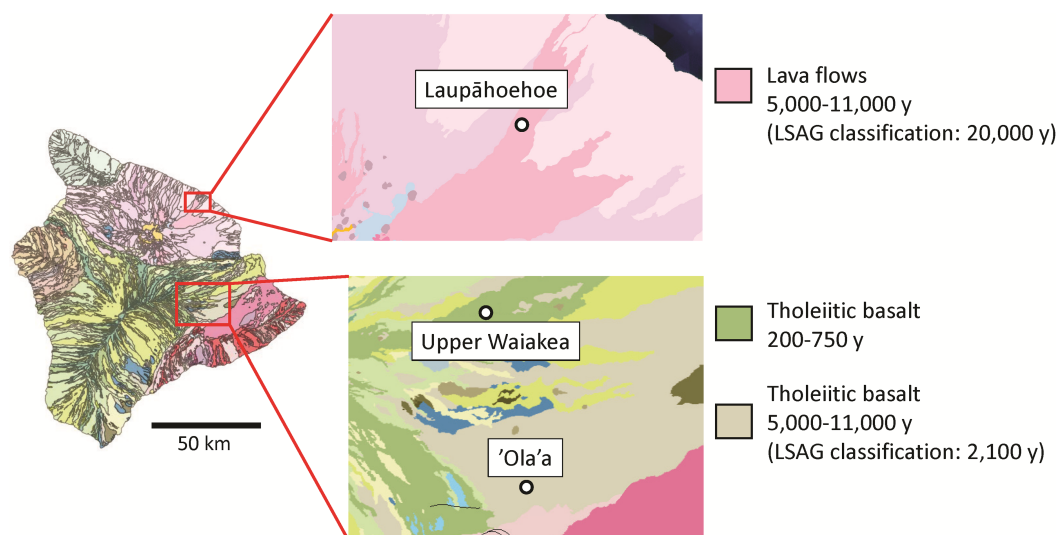 Laupāhoehoe
Lava flows
5,000-11,000 y
(LSAG classification: 20,000 y)
Upper Waiakea
Tholeiitic basalt
200-750 y
Tholeiitic basalt
5,000-11,000 y
(LSAG classification: 2,100 y)
'Ola'a
50 km